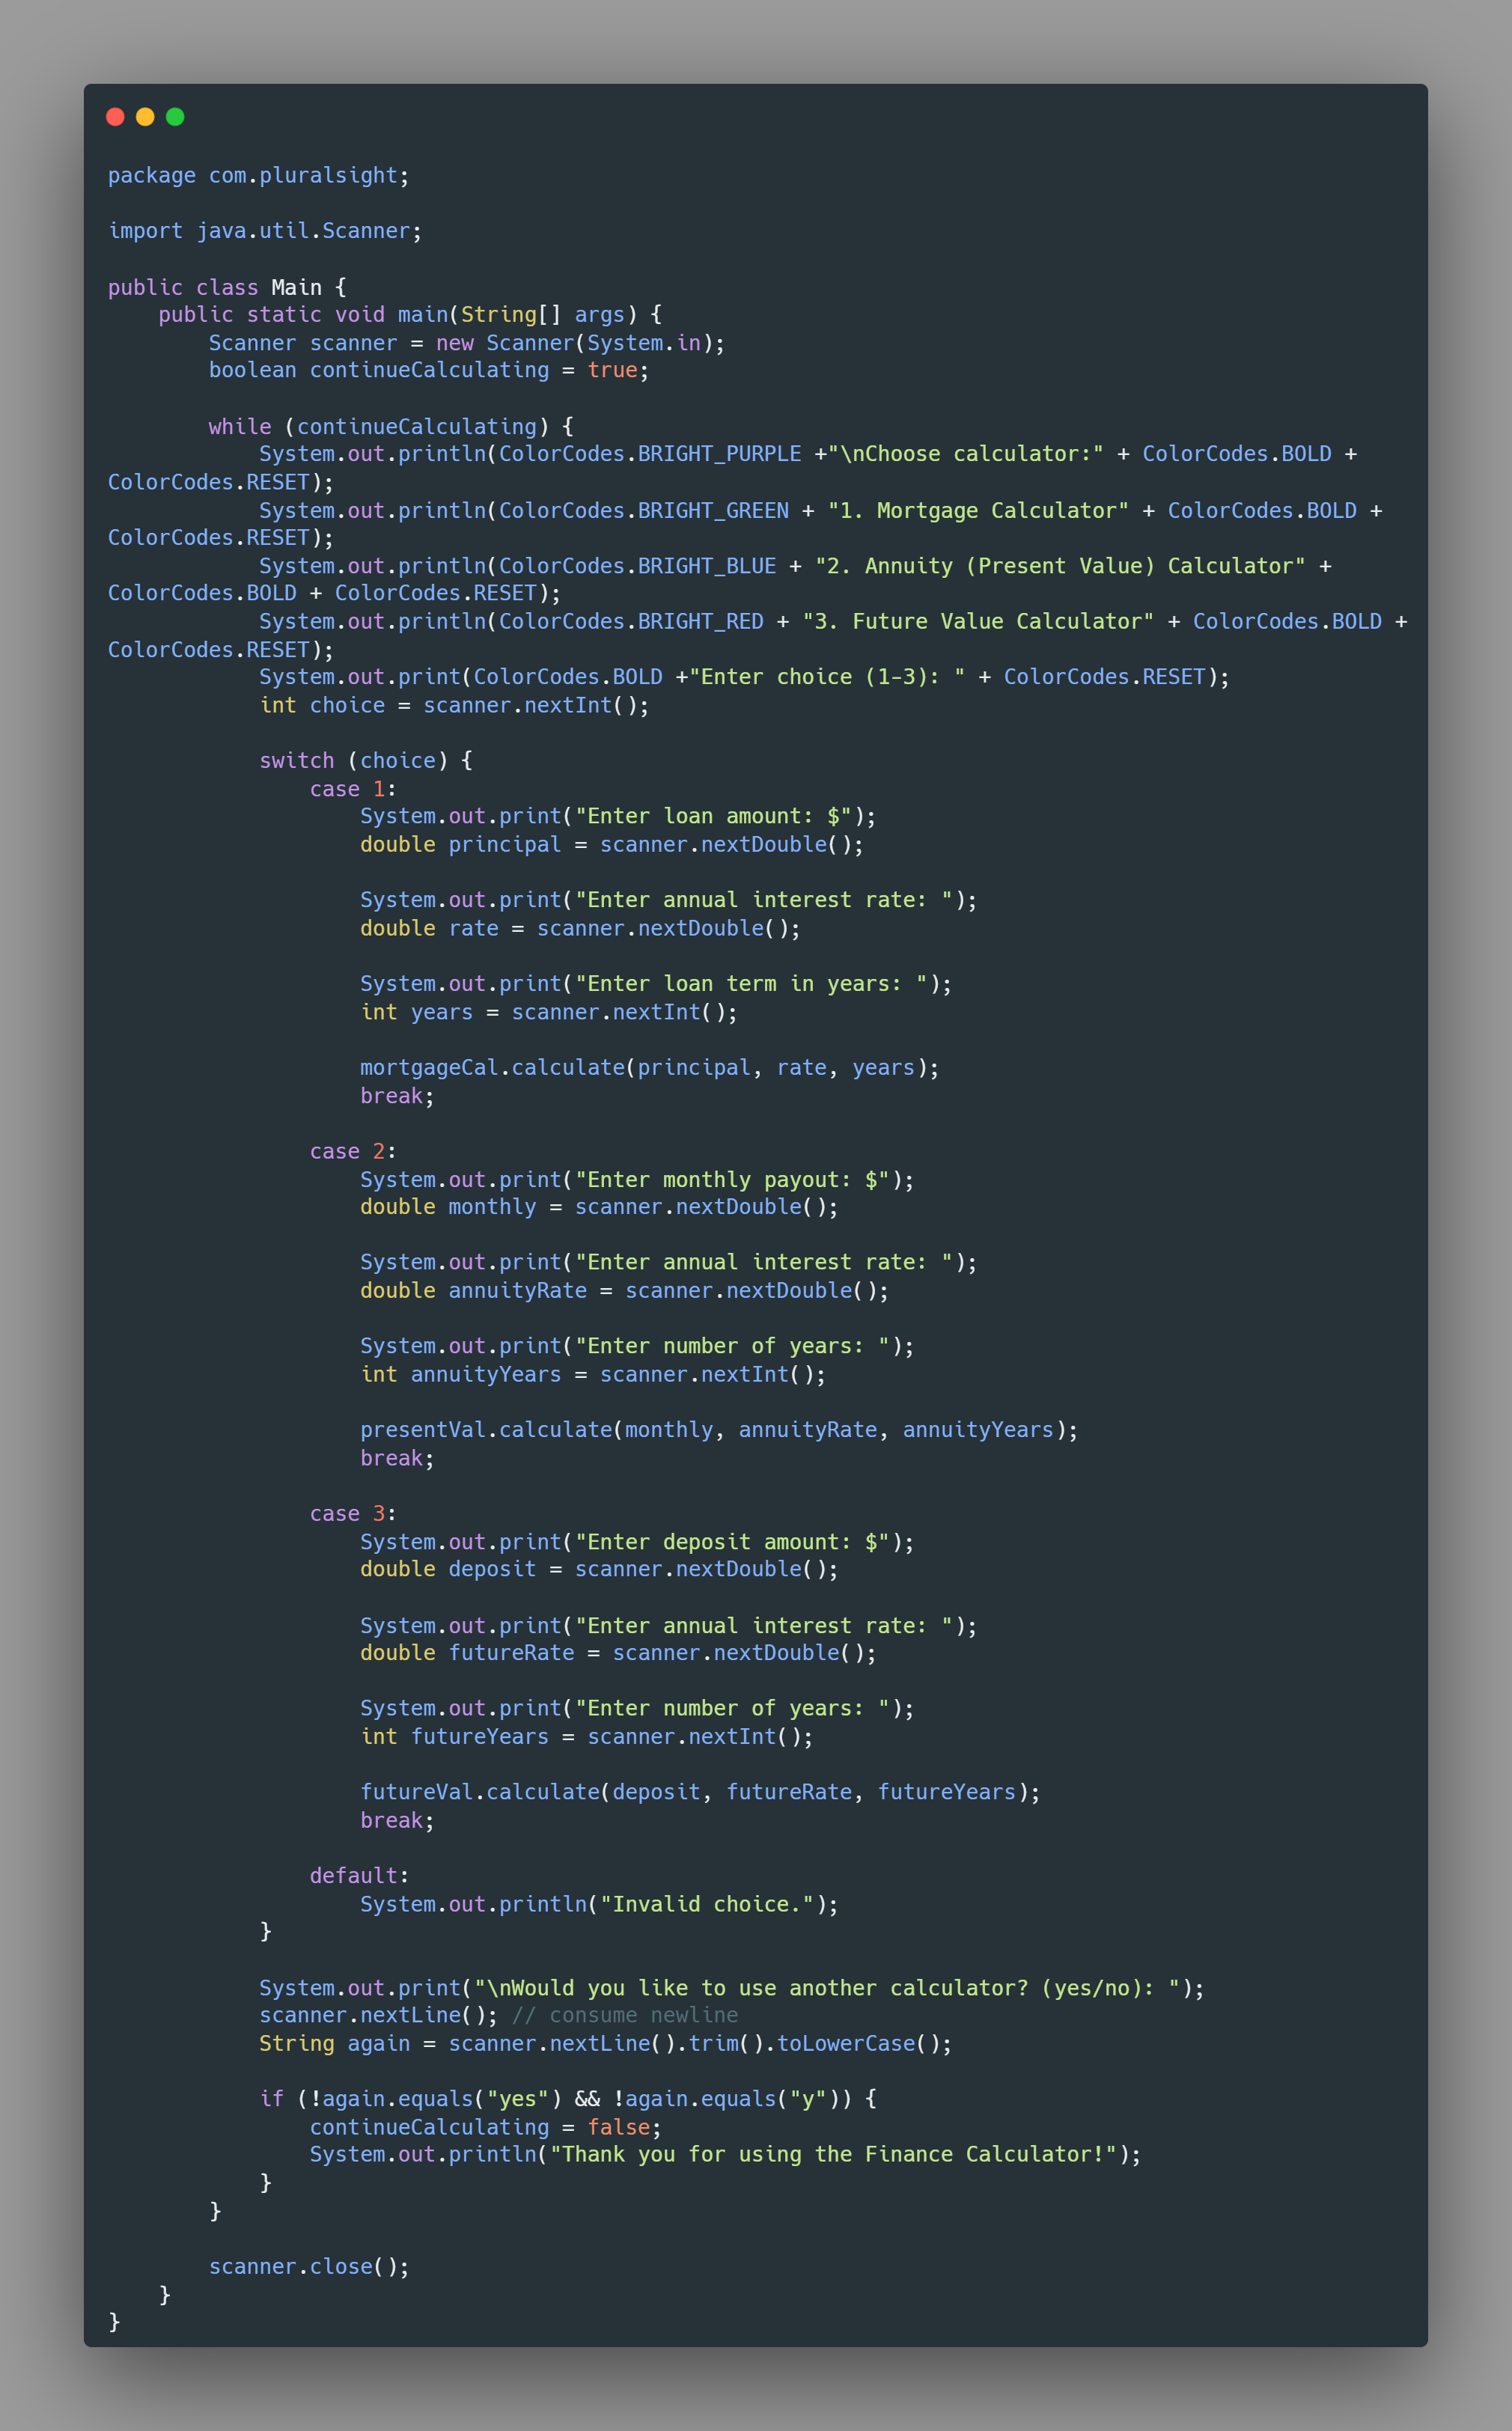 package com.pluralsight;

import java.util.Scanner;

public class Main {
    public static void main(String[] args) {
        Scanner scanner = new Scanner(System.in);
        boolean continueCalculating = true;

        while (continueCalculating) {
            System.out.println(ColorCodes.BRIGHT_PURPLE +"\nChoose calculator:" + ColorCodes.BOLD +
ColorCodes.RESET);
            System.out.println(ColorCodes.BRIGHT_GREEN + "1. Mortgage Calculator" + ColorCodes.BOLD +
ColorCodes.RESET);
            System.out.println(ColorCodes.BRIGHT_BLUE + "2. Annuity (Present Value) Calculator" +
ColorCodes.BOLD + ColorCodes.RESET);
            System.out.println(ColorCodes.BRIGHT_RED + "3. Future Value Calculator" + ColorCodes.BOLD +
ColorCodes.RESET);
            System.out.print(ColorCodes.BOLD +"Enter choice (1-3): " + ColorCodes.RESET);
            int choice = scanner.nextInt();

            switch (choice) {
                case 1:
                    System.out.print("Enter loan amount: $");
                    double principal = scanner.nextDouble();

                    System.out.print("Enter annual interest rate: ");
                    double rate = scanner.nextDouble();

                    System.out.print("Enter loan term in years: ");
                    int years = scanner.nextInt();

                    mortgageCal.calculate(principal, rate, years);
                    break;

                case 2:
                    System.out.print("Enter monthly payout: $");
                    double monthly = scanner.nextDouble();

                    System.out.print("Enter annual interest rate: ");
                    double annuityRate = scanner.nextDouble();

                    System.out.print("Enter number of years: ");
                    int annuityYears = scanner.nextInt();

                    presentVal.calculate(monthly, annuityRate, annuityYears);
                    break;

                case 3:
                    System.out.print("Enter deposit amount: $");
                    double deposit = scanner.nextDouble();

                    System.out.print("Enter annual interest rate: ");
                    double futureRate = scanner.nextDouble();

                    System.out.print("Enter number of years: ");
                    int futureYears = scanner.nextInt();

                    futureVal.calculate(deposit, futureRate, futureYears);
                    break;

                default:
                    System.out.println("Invalid choice.");
            }

            System.out.print("\nWould you like to use another calculator? (yes/no): ");
            scanner.nextLine(); // consume newline
            String again = scanner.nextLine().trim().toLowerCase();

            if (!again.equals("yes") && !again.equals("y")) {
                continueCalculating = false;
                System.out.println("Thank you for using the Finance Calculator!");
            }
        }

        scanner.close();
    }
}